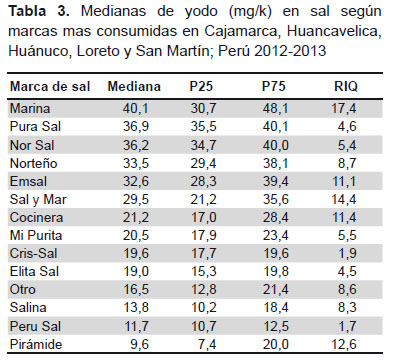 Tabla 3. Medianas de yodo (mg/k) en sal según
marcas mas consumidas en Cajamarca, Huancavelica,
Huánuco, Loreto y San Martín; Perú 2012-2013
Marca de sal Mediana P25 P75 RIQ
Marina 40,1 30,7 48,1 17,4
Pura Sal 36,9 35,5 40,1 4,6
Nor Sal 36,2 34,7 40,0 5,4
Norteño 33,5 29,4 38,1 8,7
Emsal 32,6 28,3 39,4 11,1
Sal y Mar 29,5 21,2 35,6 14,4
Cocinera 21,2 17,0 28,4 11,4
Mi Purita 20,5 17,9 23,4 5,5
Cris-Sal 19,6 17,7 19,6 1,9
Elita Sal 19,0 15,3 19,8 4,5
Otro 16,5 12,8 21,4 8,6
Salina 13,8 10,2 18,4 8,3
Peru Sal 11,7 10,7 12,5 1,7
Pirámide 9,6 7,4 20,0 12,6